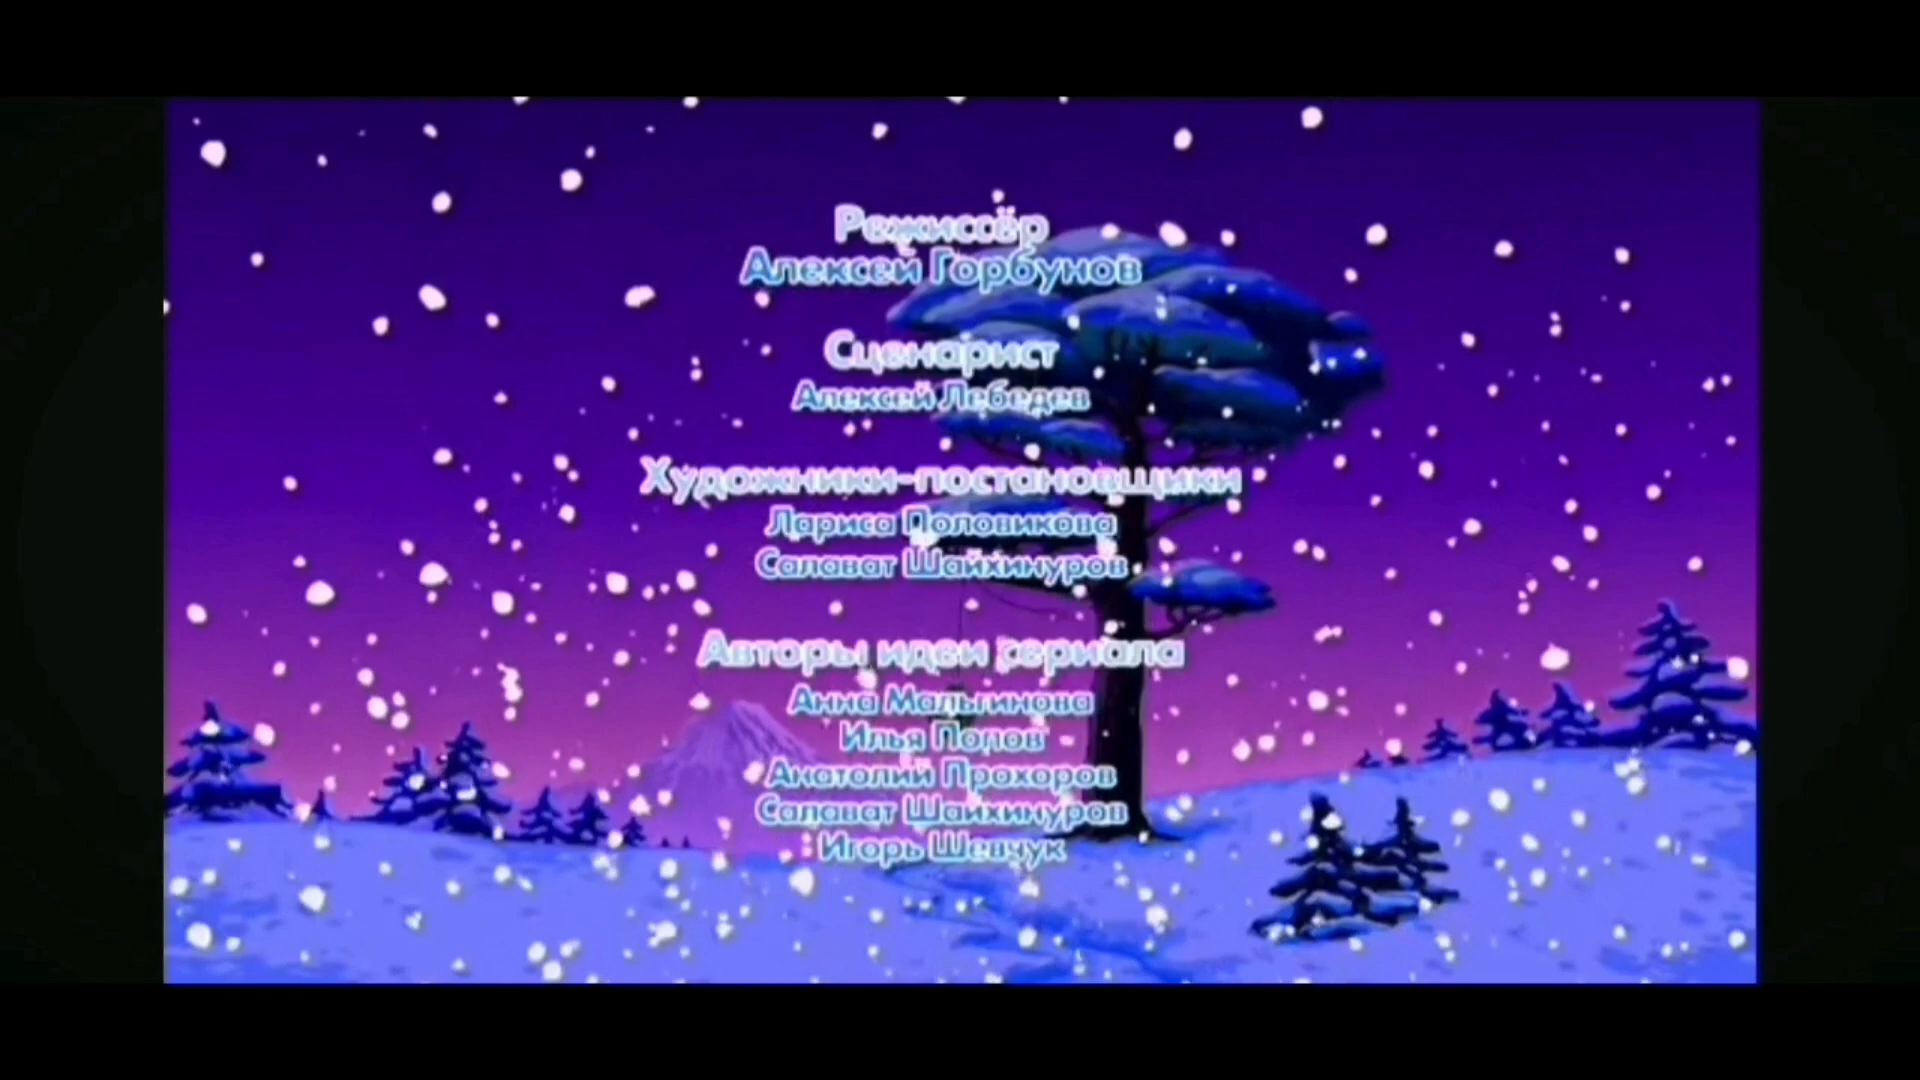 Режиссёр
Алексей Горбунов
Сценарист
Алексей Лебедев
Художники-постановщики
Лариса Половикова
Салават Шайхинуров
Авторы идеи сериала
Анна Мальгинова
Илья Попов
Анатолий Прохоров
Салават Шайхинуров
Игорь Шевчук